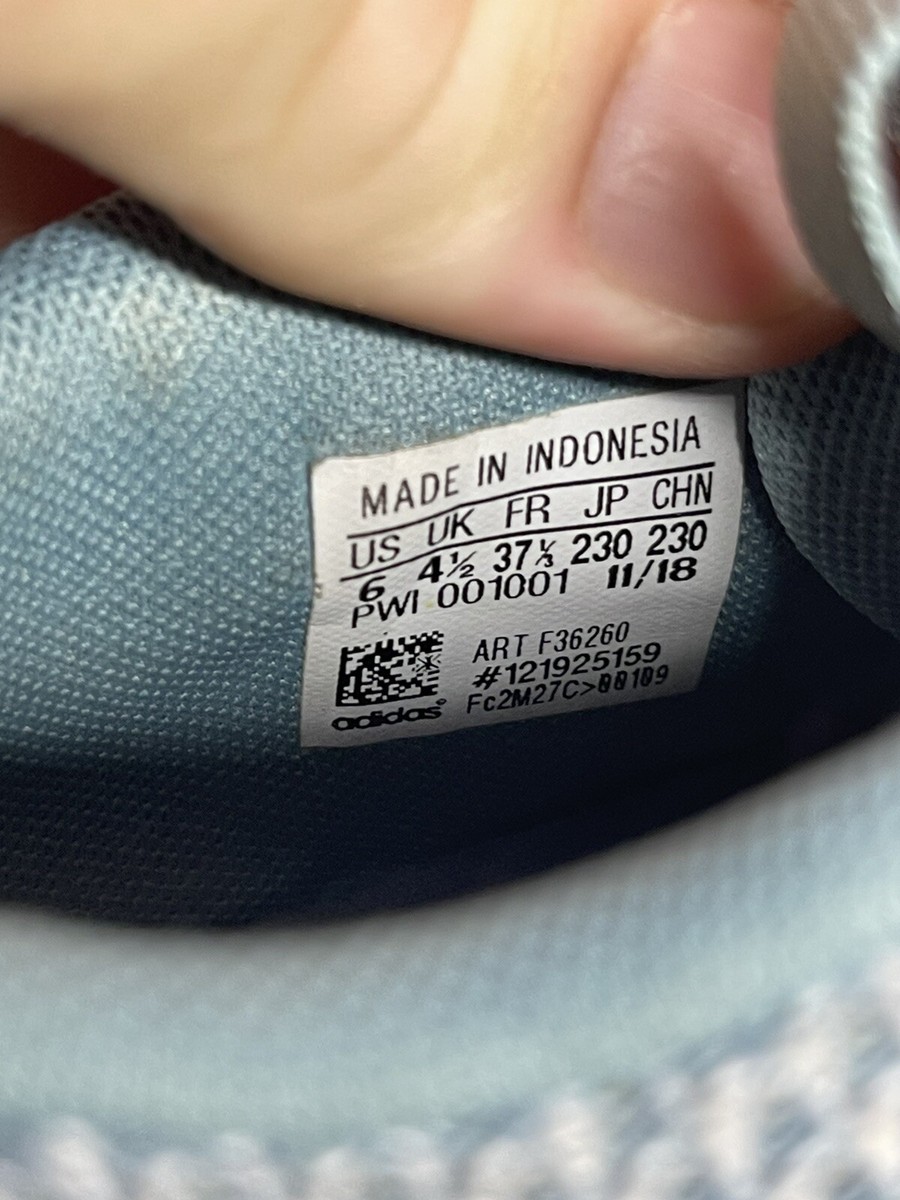 MADE IN INDONESIA
US UK FR JP CHN
6 4½ 37⅓ 230 230
PWI 001001 11/18
ART F36260
#121925159
Fc2M27C>00109
adidas®